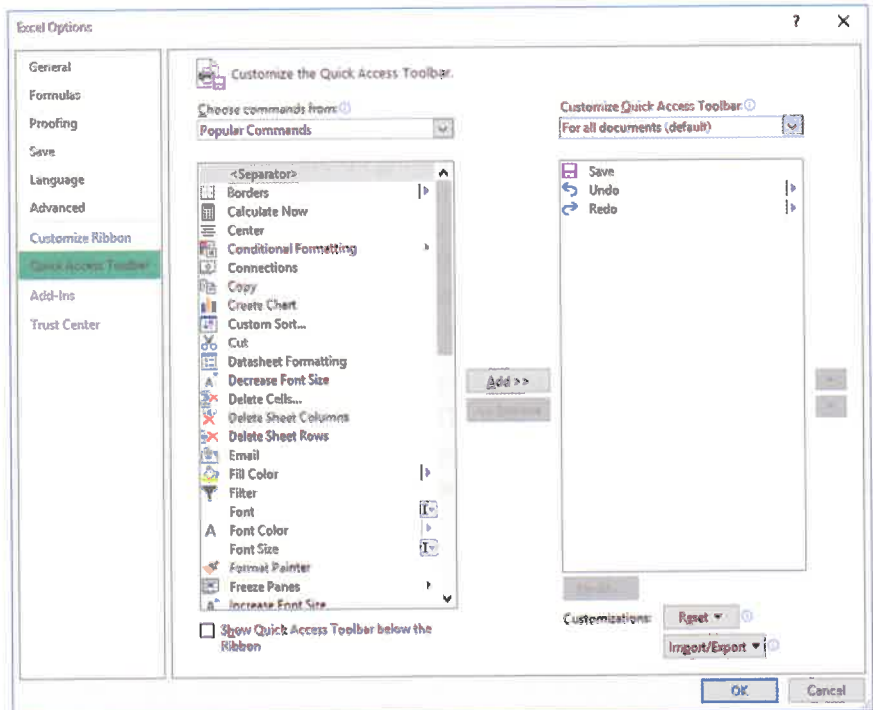 Excel Options
?
General
Formulas
Proofing
Save
Language
Advanced
Customize Ribbon
Quick Access Toolbar
Add-Ins
Trust Center
Customize the Quick Access Toolbar.
Choose commands from:
Popular Commands
<Separator>
Borders
Calculate Now
Center
Conditional Formatting
Connections
Copy
Create Chart
Custom Sort...
Cut
Datasheet Formatting
Decrease Font Size
Delete Cells...
Delete Sheet Columns
Delete Sheet Rows
Email
Fill Color
Filter
Font
Font Color
Font Size
Format Painter
Freeze Panes
Increase Font Size
Show Quick Access Toolbar below the
Ribbon
Add >>
Customize Quick Access Toolbar:
For all documents (default)
Save
Undo
Redo
Customizations:
Reset
Import/Export
OK
Cancel